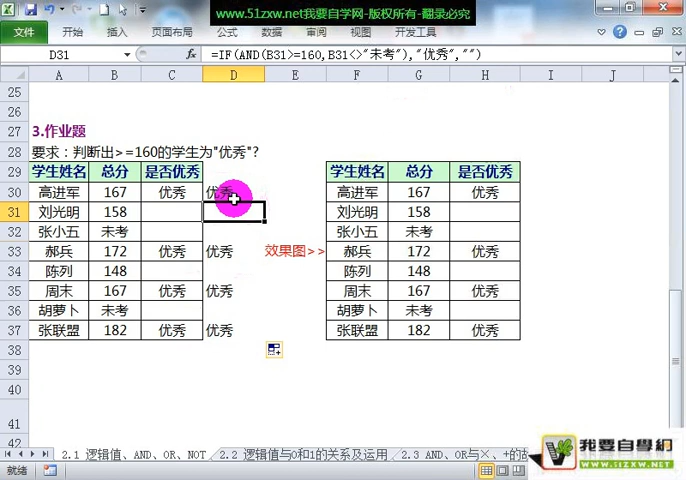 www.51zxw.net我要自学网-版权所有-翻录必究
文件 开始 插入 页面布局 公式 数据 审阅 视图 开发工具
D31 fx =IF(AND(B31>=160,B31<>"未考"),"优秀","")
A B C D E F G H I J
25
26
27 3.作业题
28 要求：判断出>=160的学生为"优秀"?
29 学生姓名 总分 是否优秀 学生姓名 总分 是否优秀
30 高进军 167 优秀 优秀 高进军 167 优秀
31 刘光明 158 刘光明 158
32 张小五 未考 张小五 未考
33 郝兵 172 优秀 优秀 效果图>> 郝兵 172 优秀
34 陈列 148 陈列 148
35 周末 167 优秀 优秀 周末 167 优秀
36 胡萝卜 未考 胡萝卜 未考
37 张联盟 182 优秀 优秀 张联盟 182 优秀
38
39
40
41
42
2.1 逻辑值、AND、OR、NOT 2.2 逻辑值与0和1的关系及运用 2.3 AND、OR与×、+的
就绪
我要自學網
www.51zxw.net